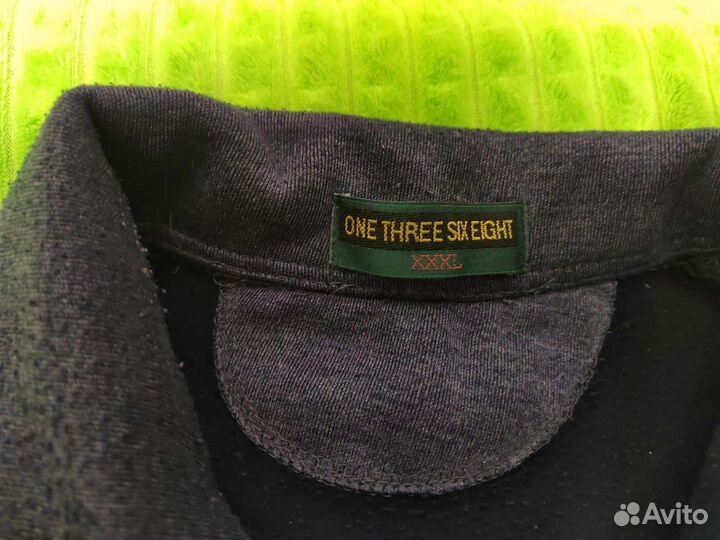 ONE THREE SIX EIGHT
XXXL
Avito